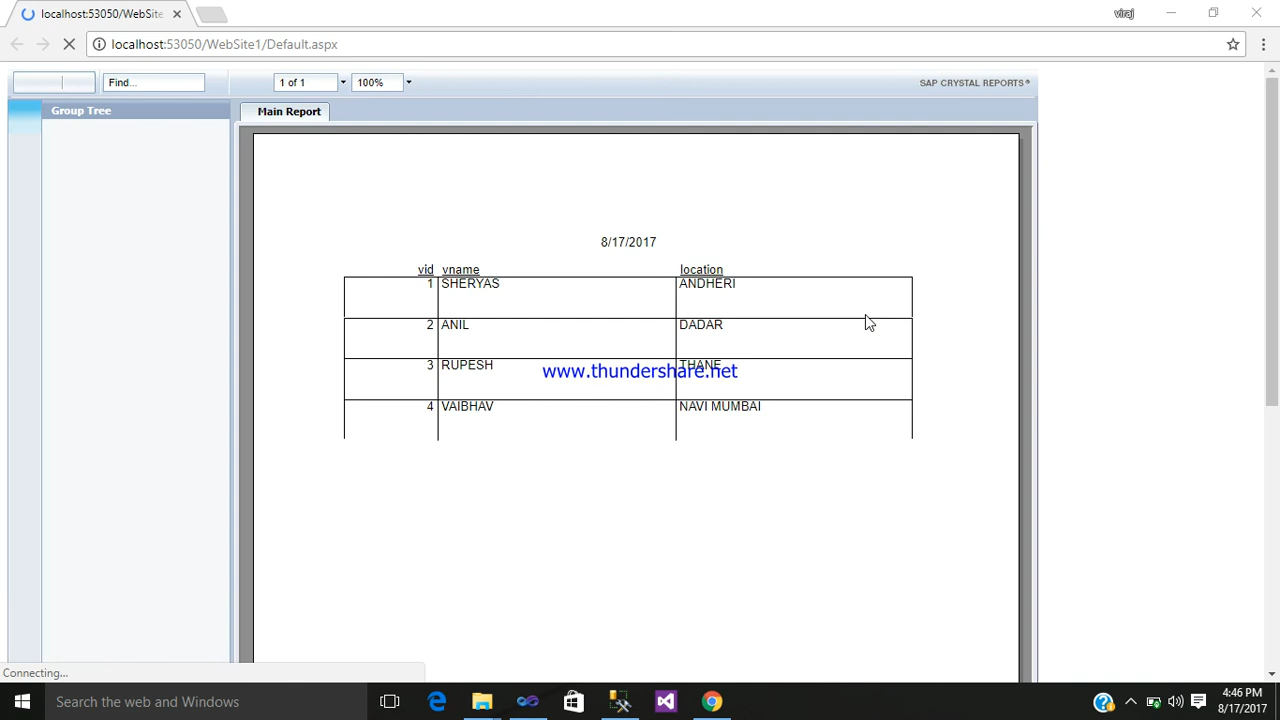 localhost:53050/WebSite
viraj
localhost:53050/WebSite1/Default.aspx
Find...
1 of 1
100%
SAP CRYSTAL REPORTS®
Group Tree
Main Report
8/17/2017
vid vname location
1 SHERYAS ANDHERI
2 ANIL DADAR
3 RUPESH THANE
www.thundershare.net
4 VAIBHAV NAVI MUMBAI
Connecting...
Search the web and Windows
4:46 PM
8/17/2017